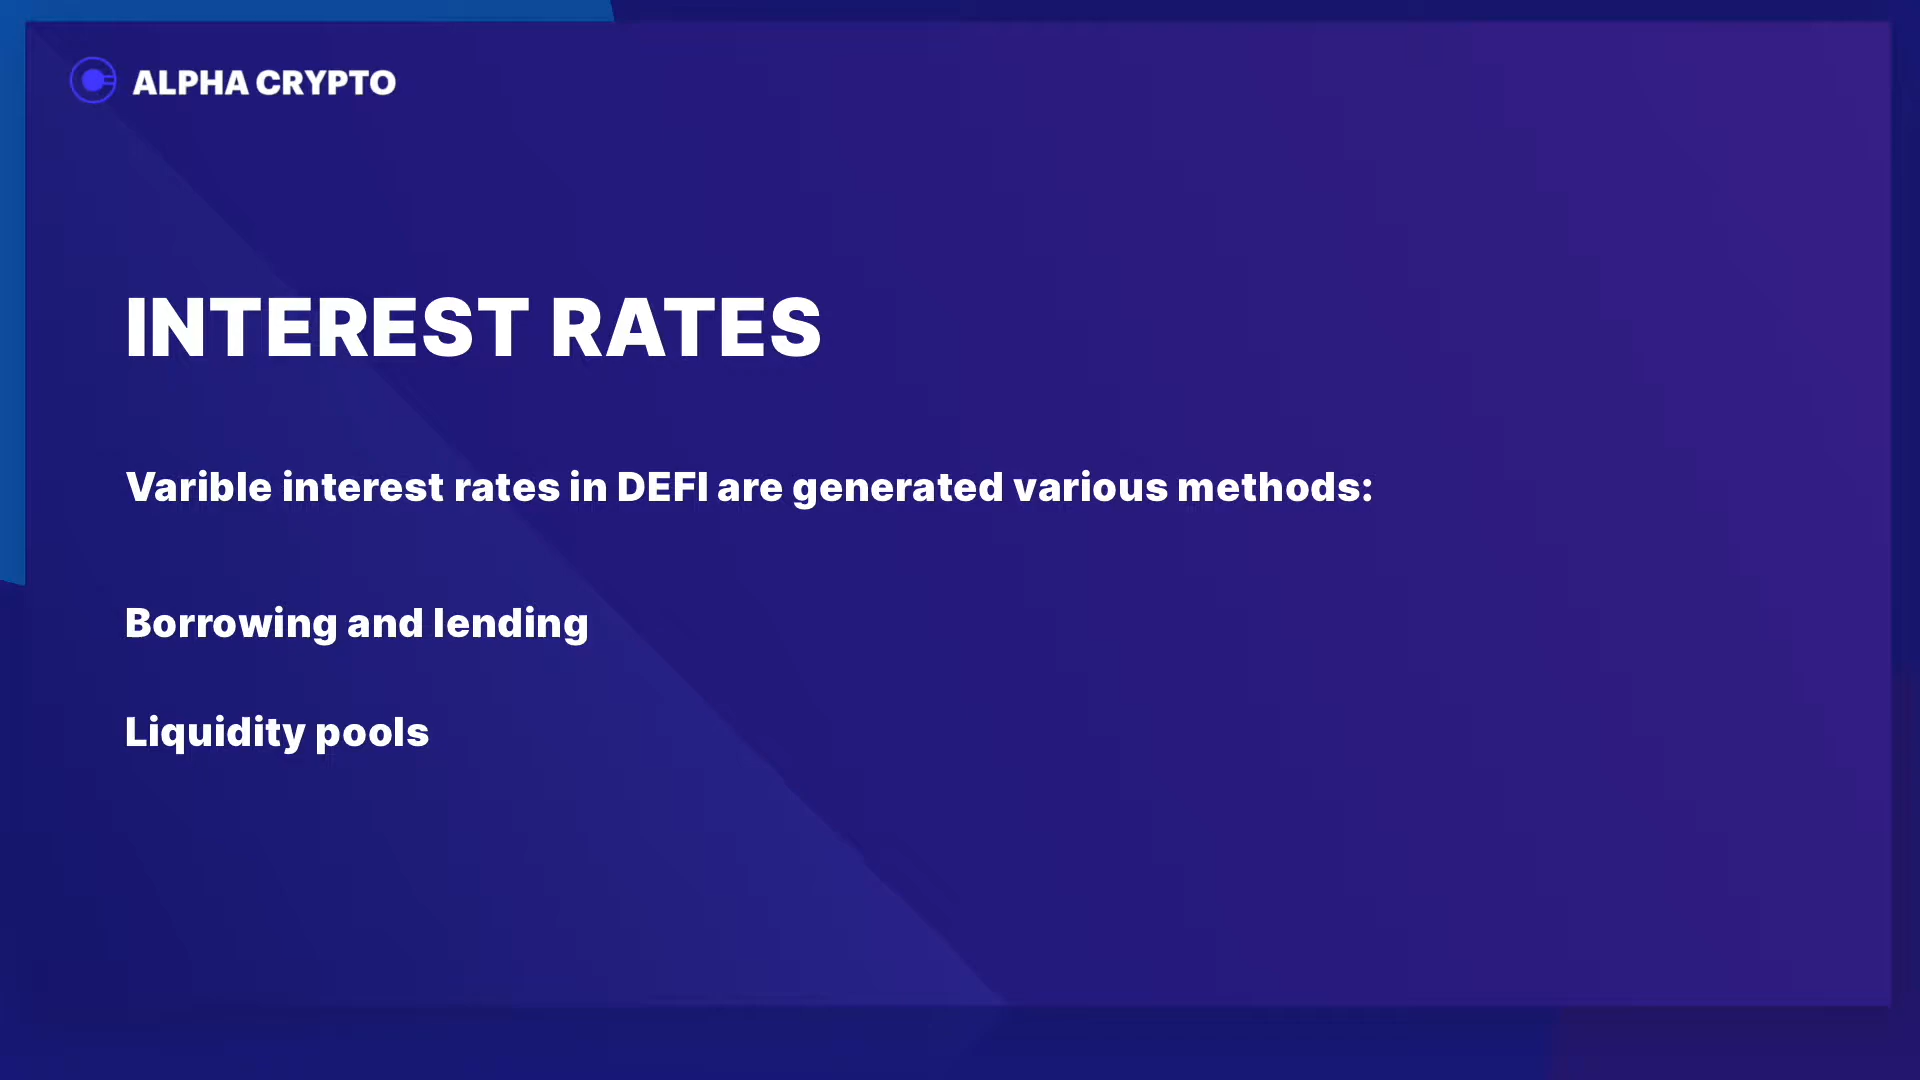 ALPHA CRYPTO
INTEREST RATES
Varible interest rates in DEFI are generated various methods:
Borrowing and lending
Liquidity pools